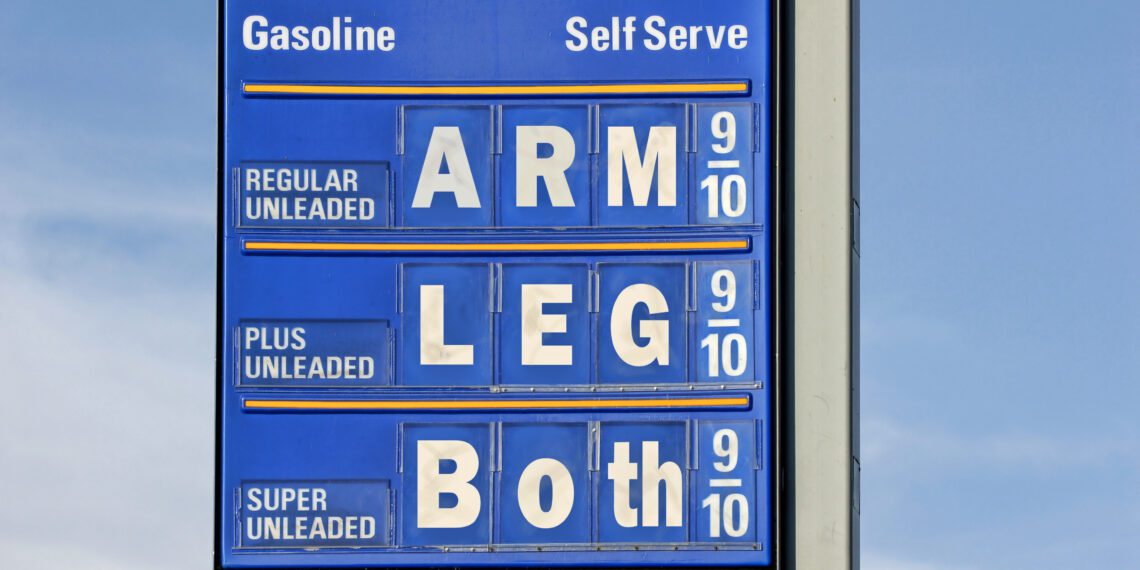 Gasoline Self Serve
REGULAR
UNLEADED
ARM 9/10
PLUS
UNLEADED
LEG 9/10
SUPER
UNLEADED
Both 9/10